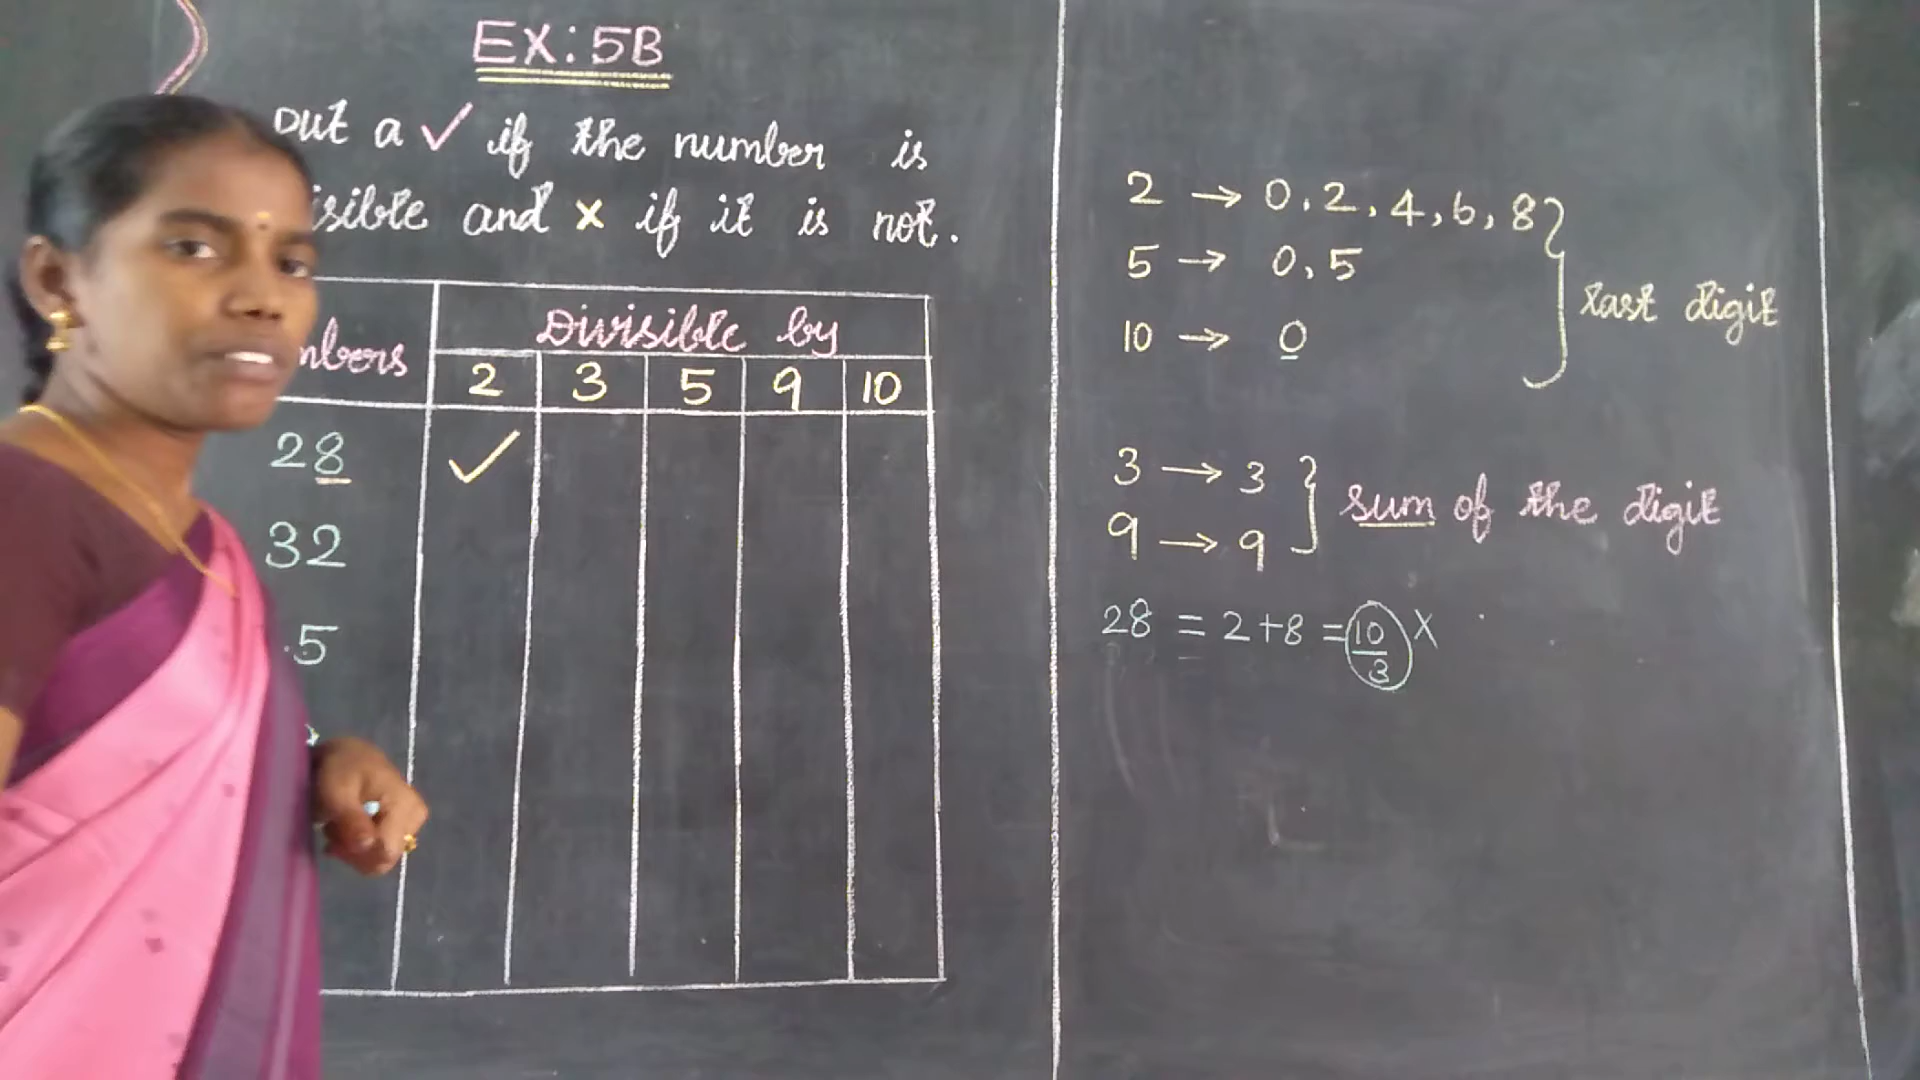 EX: 5B
put a ✓ if the number is
isible and x if it is not.
mbers
Divisible by
2 3 5 9 10
28 ✓
32
5
2 → 0, 2, 4, 6, 8
5 → 0, 5
10 → 0
last digit
3 → 3
9 → 9
sum of the digit
28 = 2+8 = 10/3 X